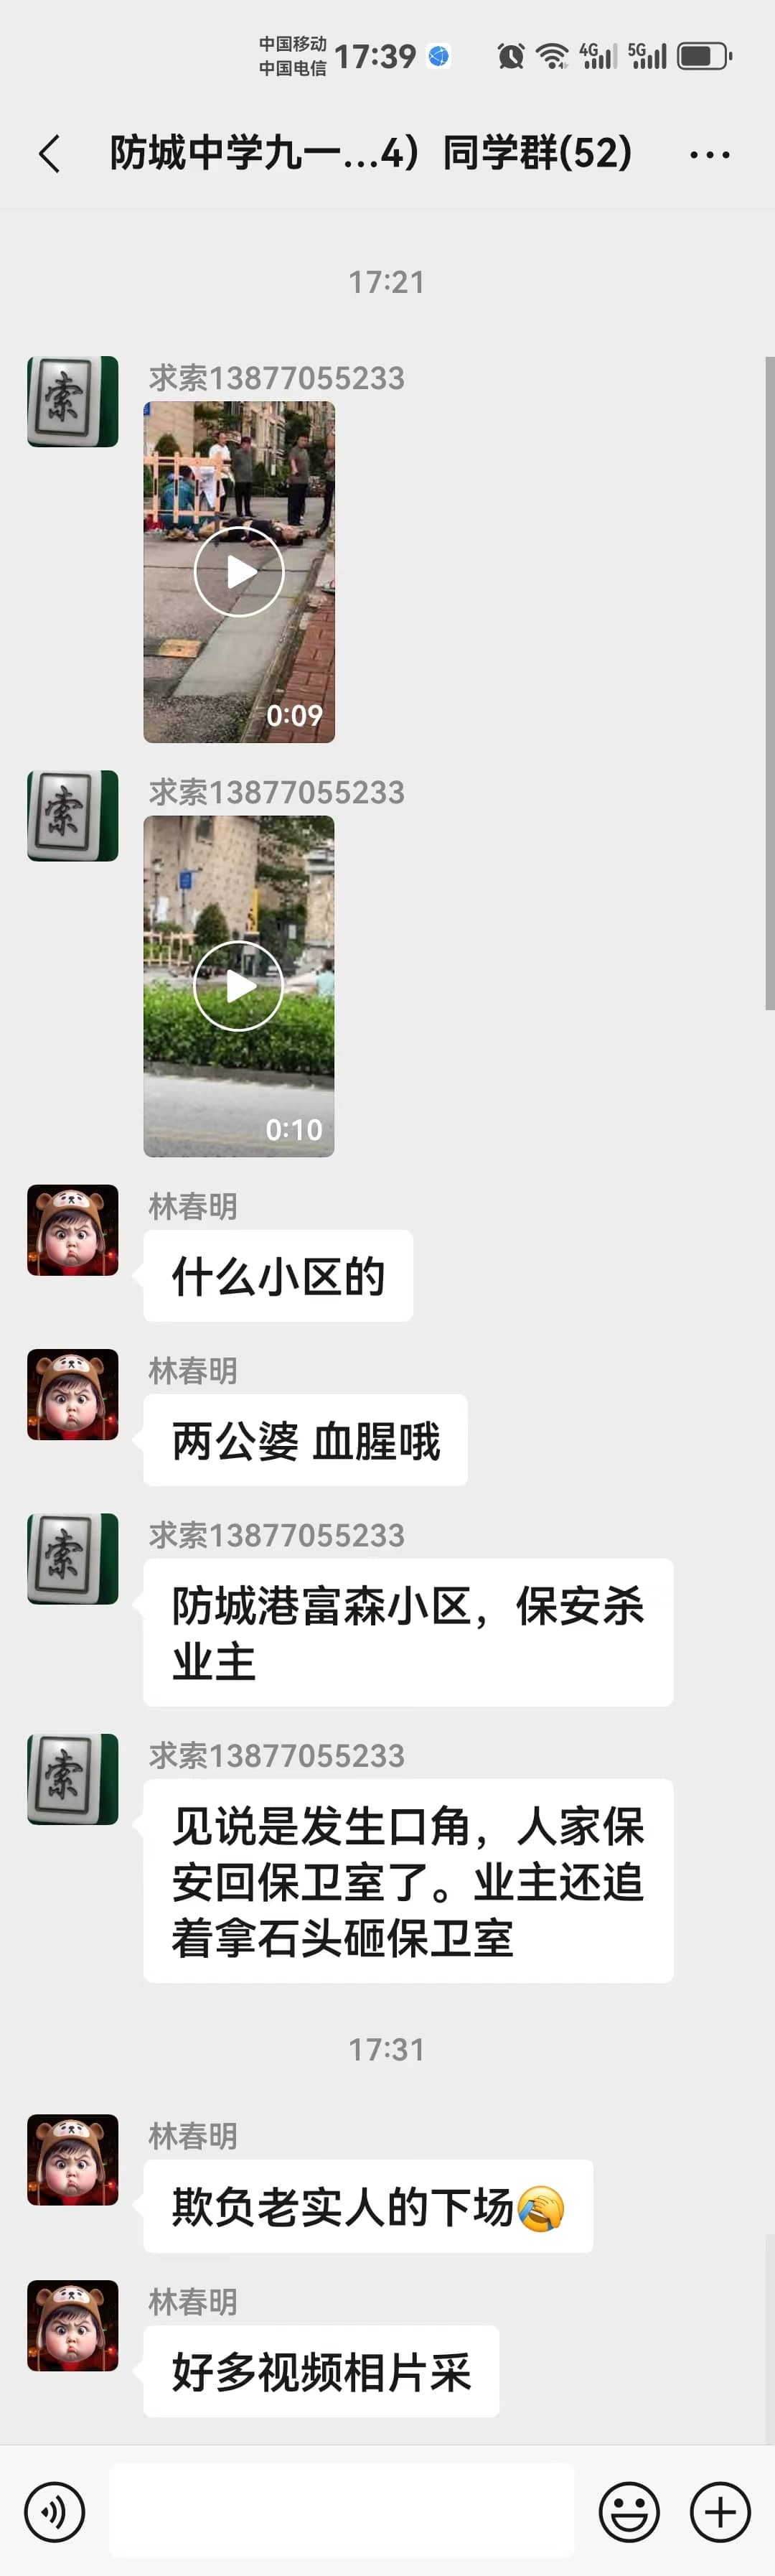 中国移动
中国电信
17:39
4G
5G
防城中学九一...4）同学群(52)
17:21
索
求索13877055233
0:09
索
求索13877055233
0:10
林春明
什么小区的
林春明
两公婆 血腥哦
索
求索13877055233
防城港富森小区，保安杀
业主
索
求索13877055233
见说是发生口角，人家保
安回保卫室了。业主还追
着拿石头砸保卫室
17:31
林春明
欺负老实人的下场
林春明
好多视频相片采